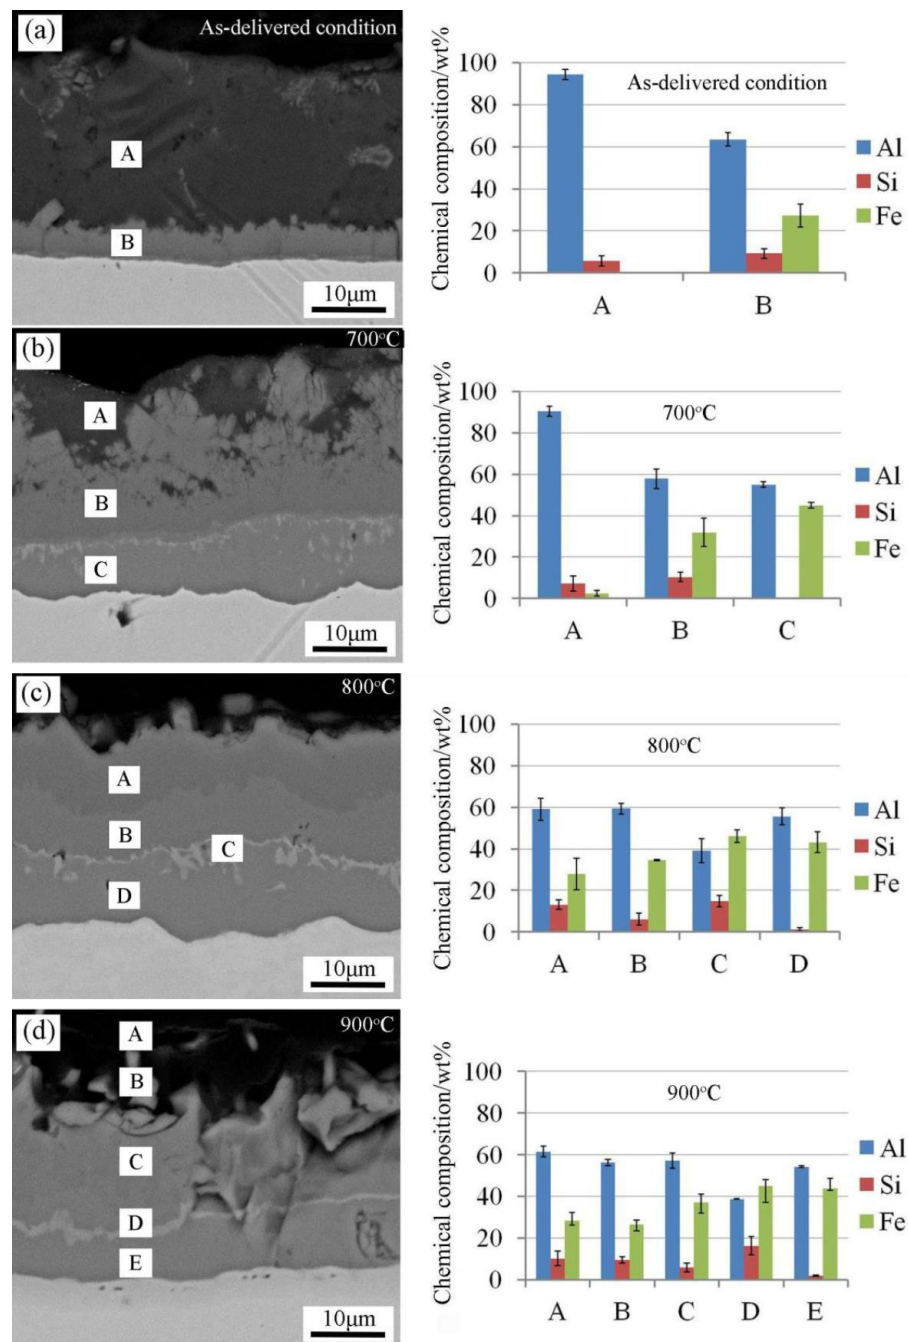 (a)
As-delivered condition
A
B
10μm
Chemical composition/wt%
100
80
60
40
20
0
As-delivered condition
A
B
Al
Si
Fe
(b)
700°C
A
B
C
10μm
Chemical composition/wt%
100
80
60
40
20
0
700°C
A
B
C
Al
Si
Fe
(c)
800°C
A
B
C
D
10μm
Chemical composition/wt%
100
80
60
40
20
0
800°C
A
B
C
D
Al
Si
Fe
(d)
900°C
A
B
C
D
E
10μm
Chemical composition/wt%
100
80
60
40
20
0
900°C
A
B
C
D
E
Al
Si
Fe